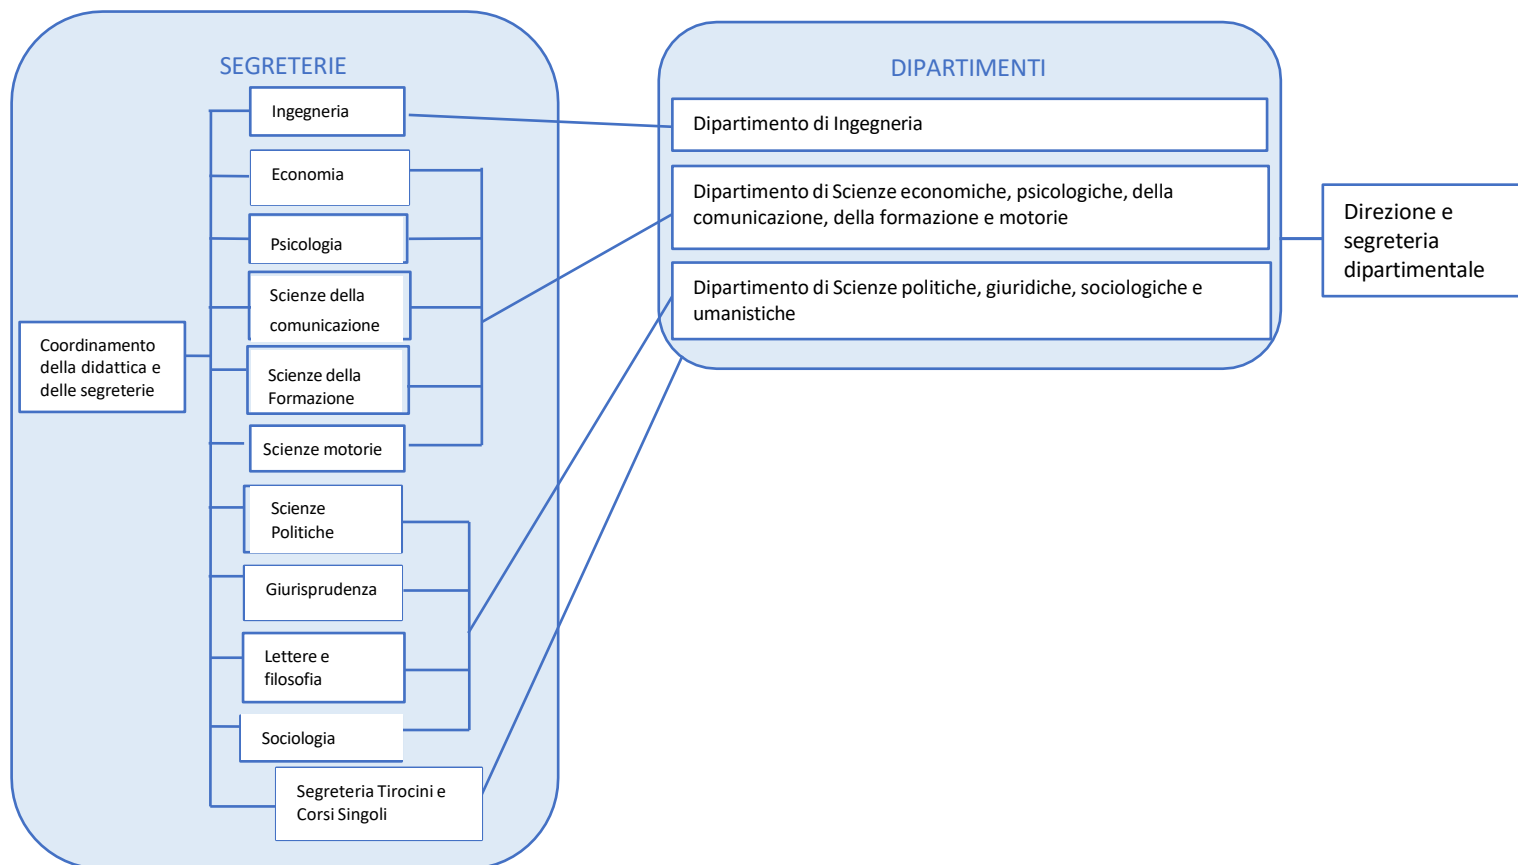 SEGRETERIE
Ingegneria
Economia
Psicologia
Scienze della
comunicazione
Coordinamento
della didattica e
delle segreterie
Scienze della
Formazione
Scienze motorie
Scienze
Politiche
Giurisprudenza
Lettere e
filosofia
Sociologia
Segreteria Tirocini e
Corsi Singoli
DIPARTIMENTI
Dipartimento di Ingegneria
Dipartimento di Scienze economiche, psicologiche, della
comunicazione, della formazione e motorie
Dipartimento di Scienze politiche, giuridiche, sociologiche e
umanistiche
Direzione e
segreteria
dipartimentale